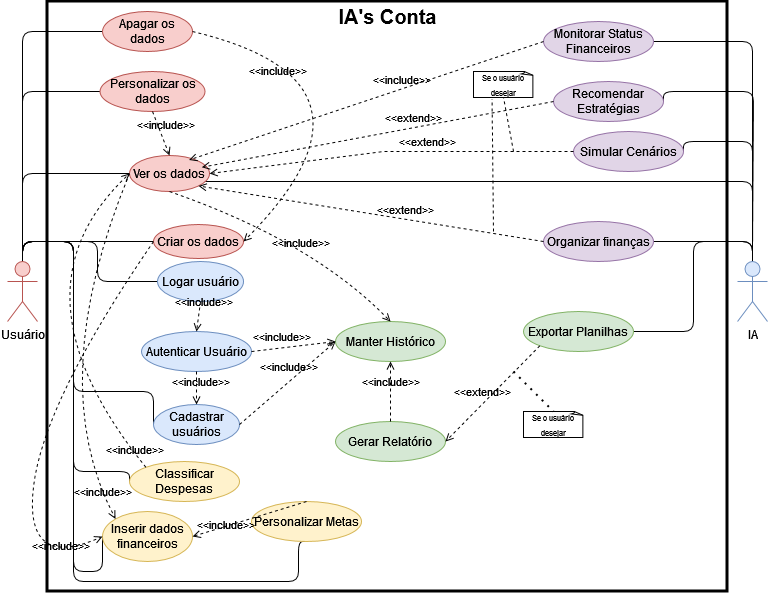 IA's Conta
Apagar os
dados
Monitorar Status
Financeiros
<<include>>
<<include>>
Se o usuário
desejar
Personalizar os
dados
Recomendar
Estratégias
<<include>>
<<extend>>
<<extend>>
Simular Cenários
Ver os dados
<<extend>>
Criar os dados
<<include>>
Organizar finanças
Logar usuário
<<include>>
Usuário
IA
Exportar Planilhas
Autenticar Usuário
<<include>>
Manter Histórico
<<include>>
<<include>>
<<include>>
<<extend>>
Cadastrar
usuários
Se o usuário
desejar
Gerar Relatório
<<include>>
Classificar
Despesas
<<include>>
Inserir dados
financeiros
<<include>>
Personalizar Metas
<<include>>